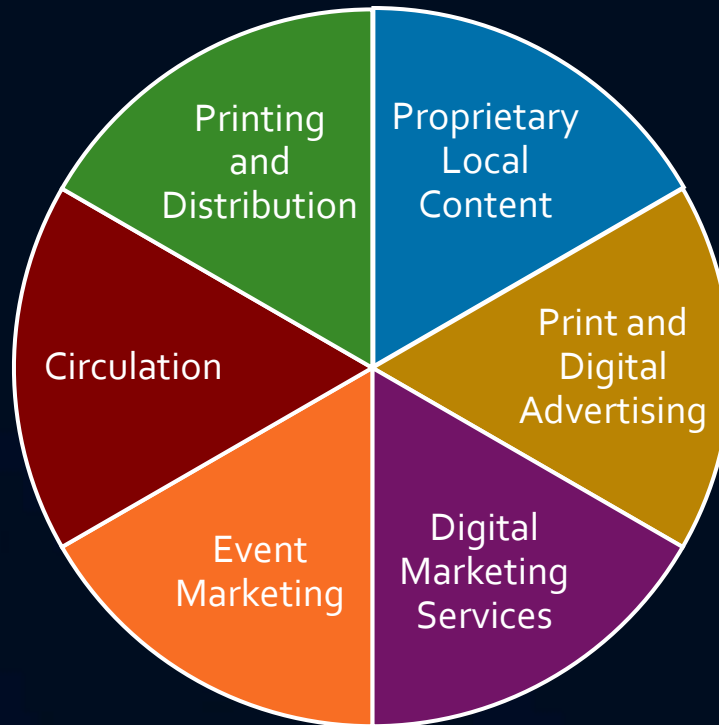 Printing
and
Distribution
Proprietary
Local
Content
Circulation
Print and
Digital
Advertising
Event
Marketing
Digital
Marketing
Services